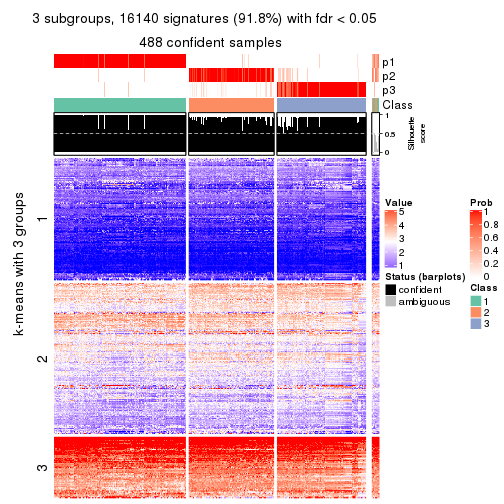 3 subgroups, 16140 signatures (91.8%) with fdr < 0.05
488 confident samples
p1
p2
p3
Class
1
0.5
0
Silhouette
score
k-means with 3 groups
1
2
3
Value
5
4
3
2
1
Status (barplots)
confident
ambiguous
Prob
1
0.8
0.6
0.4
0.2
0
Class
1
2
3